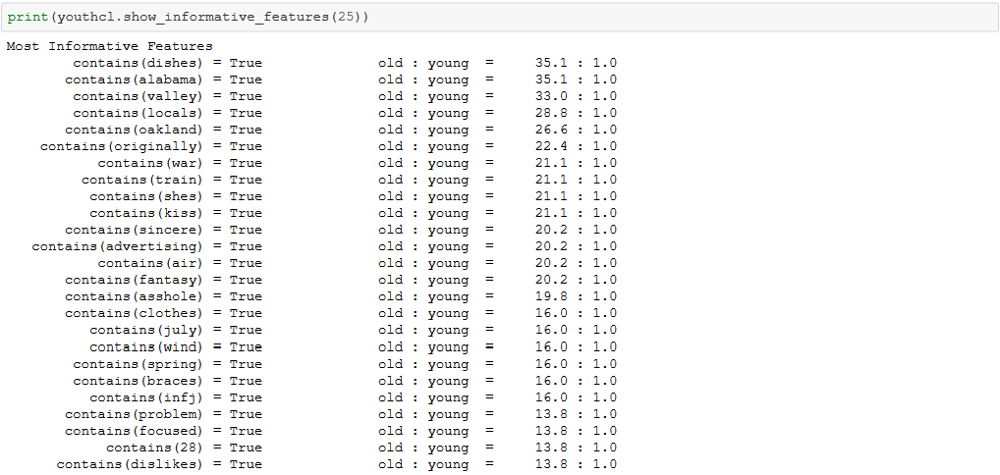 print(youthcl.show_informative_features(25))
Most Informative Features
contains(dishes) = True old : young = 35.1 : 1.0
contains(alabama) = True old : young = 35.1 : 1.0
contains(valley) = True old : young = 33.0 : 1.0
contains(locals) = True old : young = 28.8 : 1.0
contains(oakland) = True old : young = 26.6 : 1.0
contains(originally) = True old : young = 22.4 : 1.0
contains(war) = True old : young = 21.1 : 1.0
contains(train) = True old : young = 21.1 : 1.0
contains(shes) = True old : young = 21.1 : 1.0
contains(kiss) = True old : young = 21.1 : 1.0
contains(sincere) = True old : young = 20.2 : 1.0
contains(advertising) = True old : young = 20.2 : 1.0
contains(air) = True old : young = 20.2 : 1.0
contains(fantasy) = True old : young = 20.2 : 1.0
contains(asshole) = True old : young = 19.8 : 1.0
contains(clothes) = True old : young = 16.0 : 1.0
contains(july) = True old : young = 16.0 : 1.0
contains(wind) = True old : young = 16.0 : 1.0
contains(spring) = True old : young = 16.0 : 1.0
contains(braces) = True old : young = 16.0 : 1.0
contains(infj) = True old : young = 16.0 : 1.0
contains(problem) = True old : young = 13.8 : 1.0
contains(focused) = True old : young = 13.8 : 1.0
contains(28) = True old : young = 13.8 : 1.0
contains(dislikes) = True old : young = 13.8 : 1.0